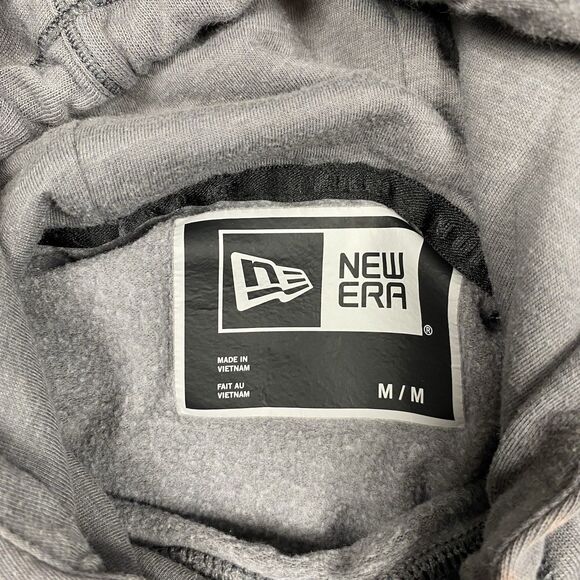 NEW
ERA
®
MADE IN
VIETNAM
FAIT AU
VIETNAM
M / M